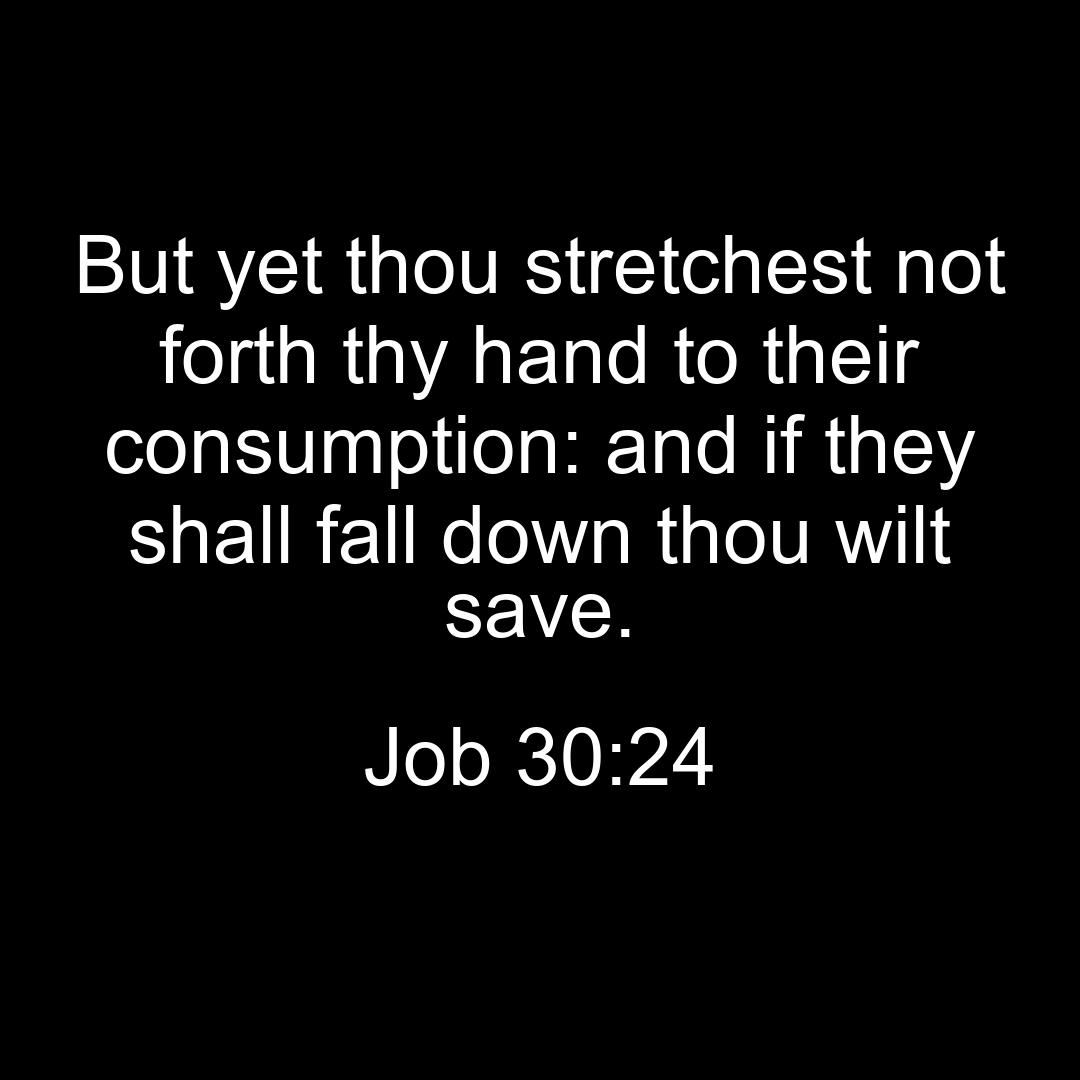 But yet thou stretchest not
forth thy hand to their
consumption: and if they
shall fall down thou wilt
save.
Job 30:24